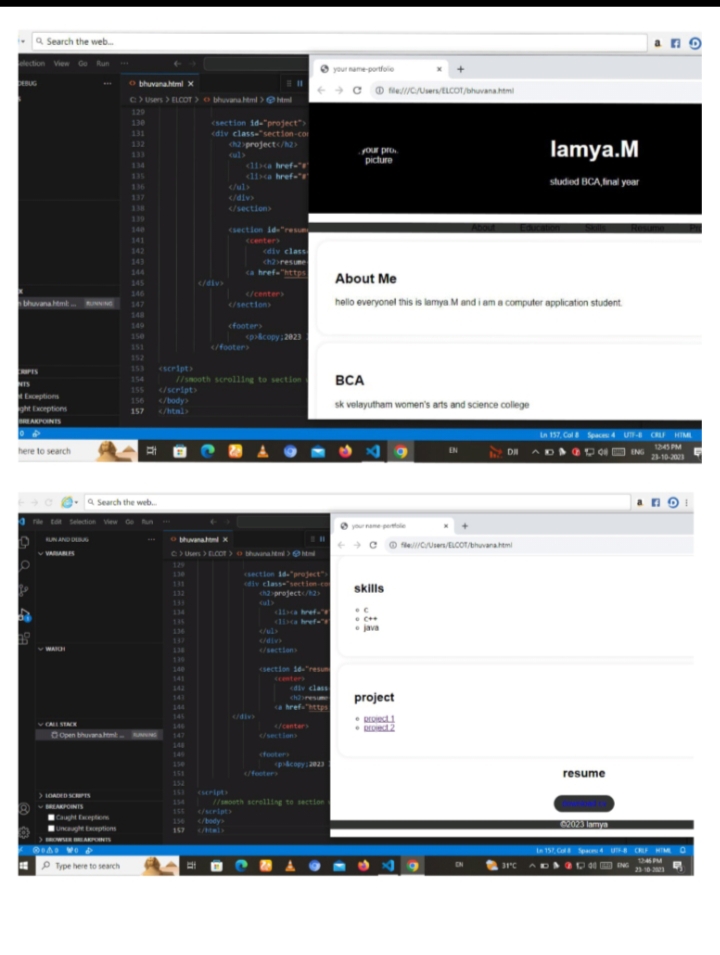 Search the web...
Selection View Go Run ...
bhuvana.html ×
C: > Users > ELCOT > bhuvana.html > html
129
130 <section id="project">
131 <div class="section-co
132 <h2>project</h2>
133 <ul>
134 <li><a href="#"
135 <li><a href="#"
136 </ul>
137 </div>
138 </section>
139
140 <section id="resum
141 <center>
142 <div clas
143 <h2>resume
144 <a href="https
145 </div>
146 </center>
147 </section>
148
149 <footer>
150 <p>&copy;2023
151 </footer>
152
153 <script>
154 //smooth scrolling to section
155 </script>
156 </body>
157 </html>
bhuvana.html: ... RUNNING
your name-portfolio × +
file:///C:/Users/ELCOT/bhuvana.html
picture
lamya.M
studied BCA,final year
About Education Skills Resume
About Me
hello everyone! this is lamya.M and i am a computer application student.
BCA
sk velayutham women's arts and science college
Ln 157, Col 8 Spaces: 4 UTF-8 CRLF HTML
here to search
EN
DJI
ENG
12:45 PM
23-10-2023
Search the web...
File Edit Selection View Go Run ...
RUN AND DEBUG ...
VARIABLES
WATCH
CALL STACK
Open bhuvana.html: ... RUNNING
LOADED SCRIPTS
BREAKPOINTS
Caught Exceptions
Uncaught Exceptions
BROWSER BREAKPOINTS
bhuvana.html ×
C: > Users > ELCOT > bhuvana.html > html
129
130 <section id="project">
131 <div class="section-co
132 <h2>project</h2>
133 <ul>
134 <li><a href="#"
135 <li><a href="#"
136 </ul>
137 </div>
138 </section>
139
140 <section id="resum
141 <center>
142 <div class
143 <h2>resume
144 <a href="https
145 </div>
146 </center>
147 </section>
148
149 <footer>
150 <p>&copy;2023
151 </footer>
152
153 <script>
154 //smooth scrolling to section
155 </script>
156 </body>
157 </html>
your name-portfolio × +
file:///C:/Users/ELCOT/bhuvana.html
skills
c
c++
java
project
project 1
project 2
resume
©2023 lamya
Ln 157, Col 8 Spaces: 4 UTF-8 CRLF HTML
Type here to search
EN
31°C
ENG
12:46 PM
23-10-2023